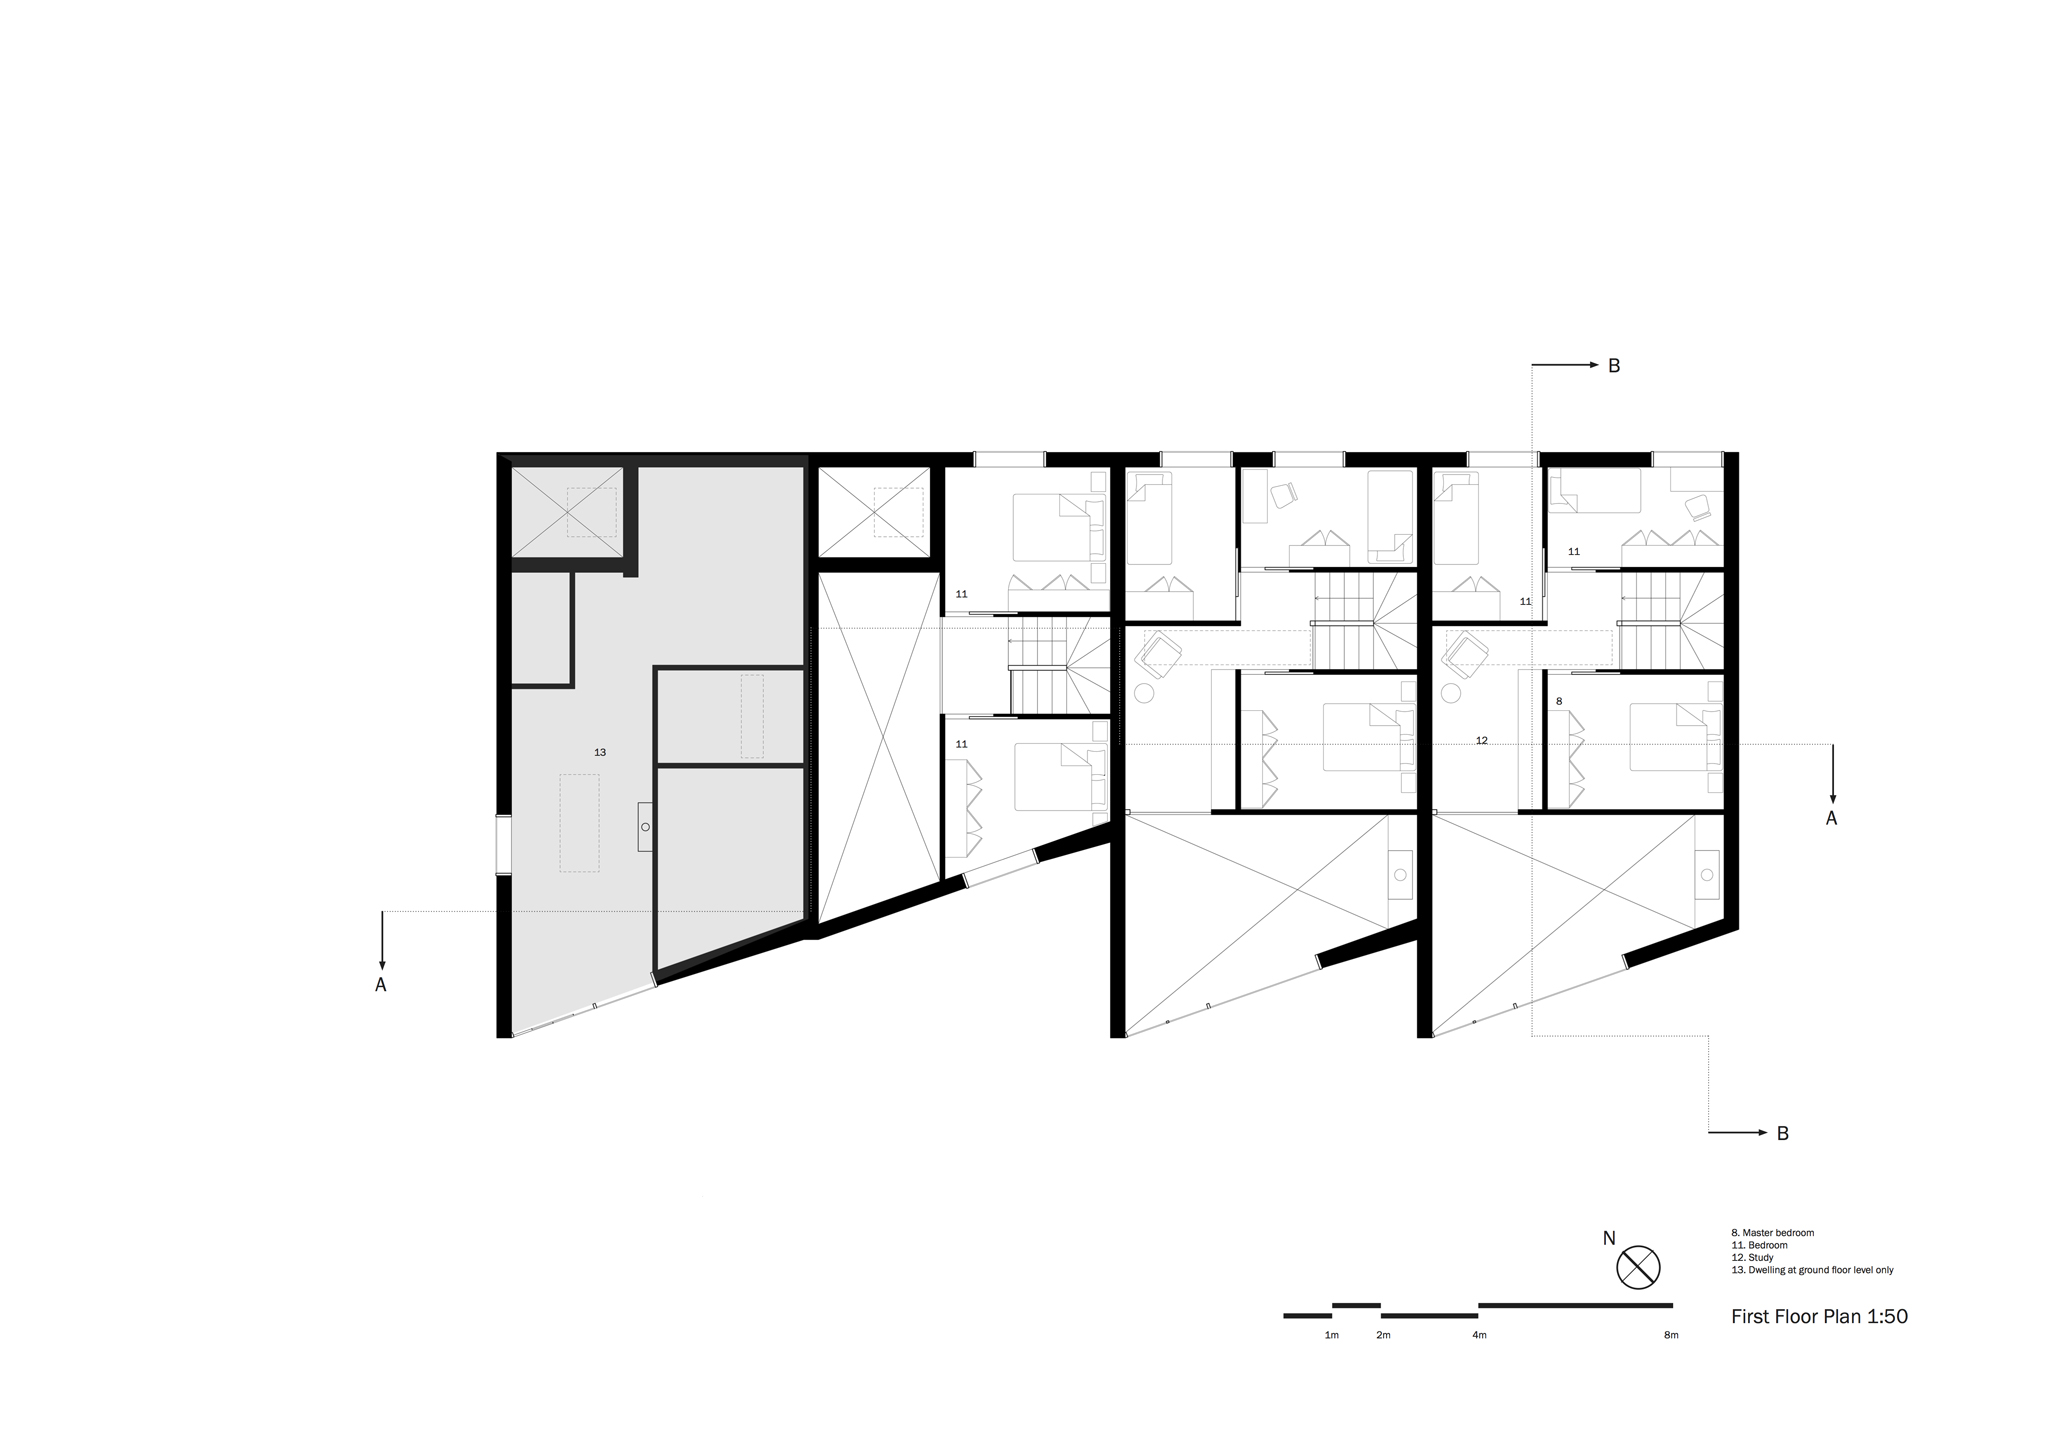 B
11
11
11
8
12
11
13
A
A
B
N
8. Master bedroom
11. Bedroom
12. Study
13. Dwelling at ground floor level only
First Floor Plan 1:50
1m 2m 4m 8m